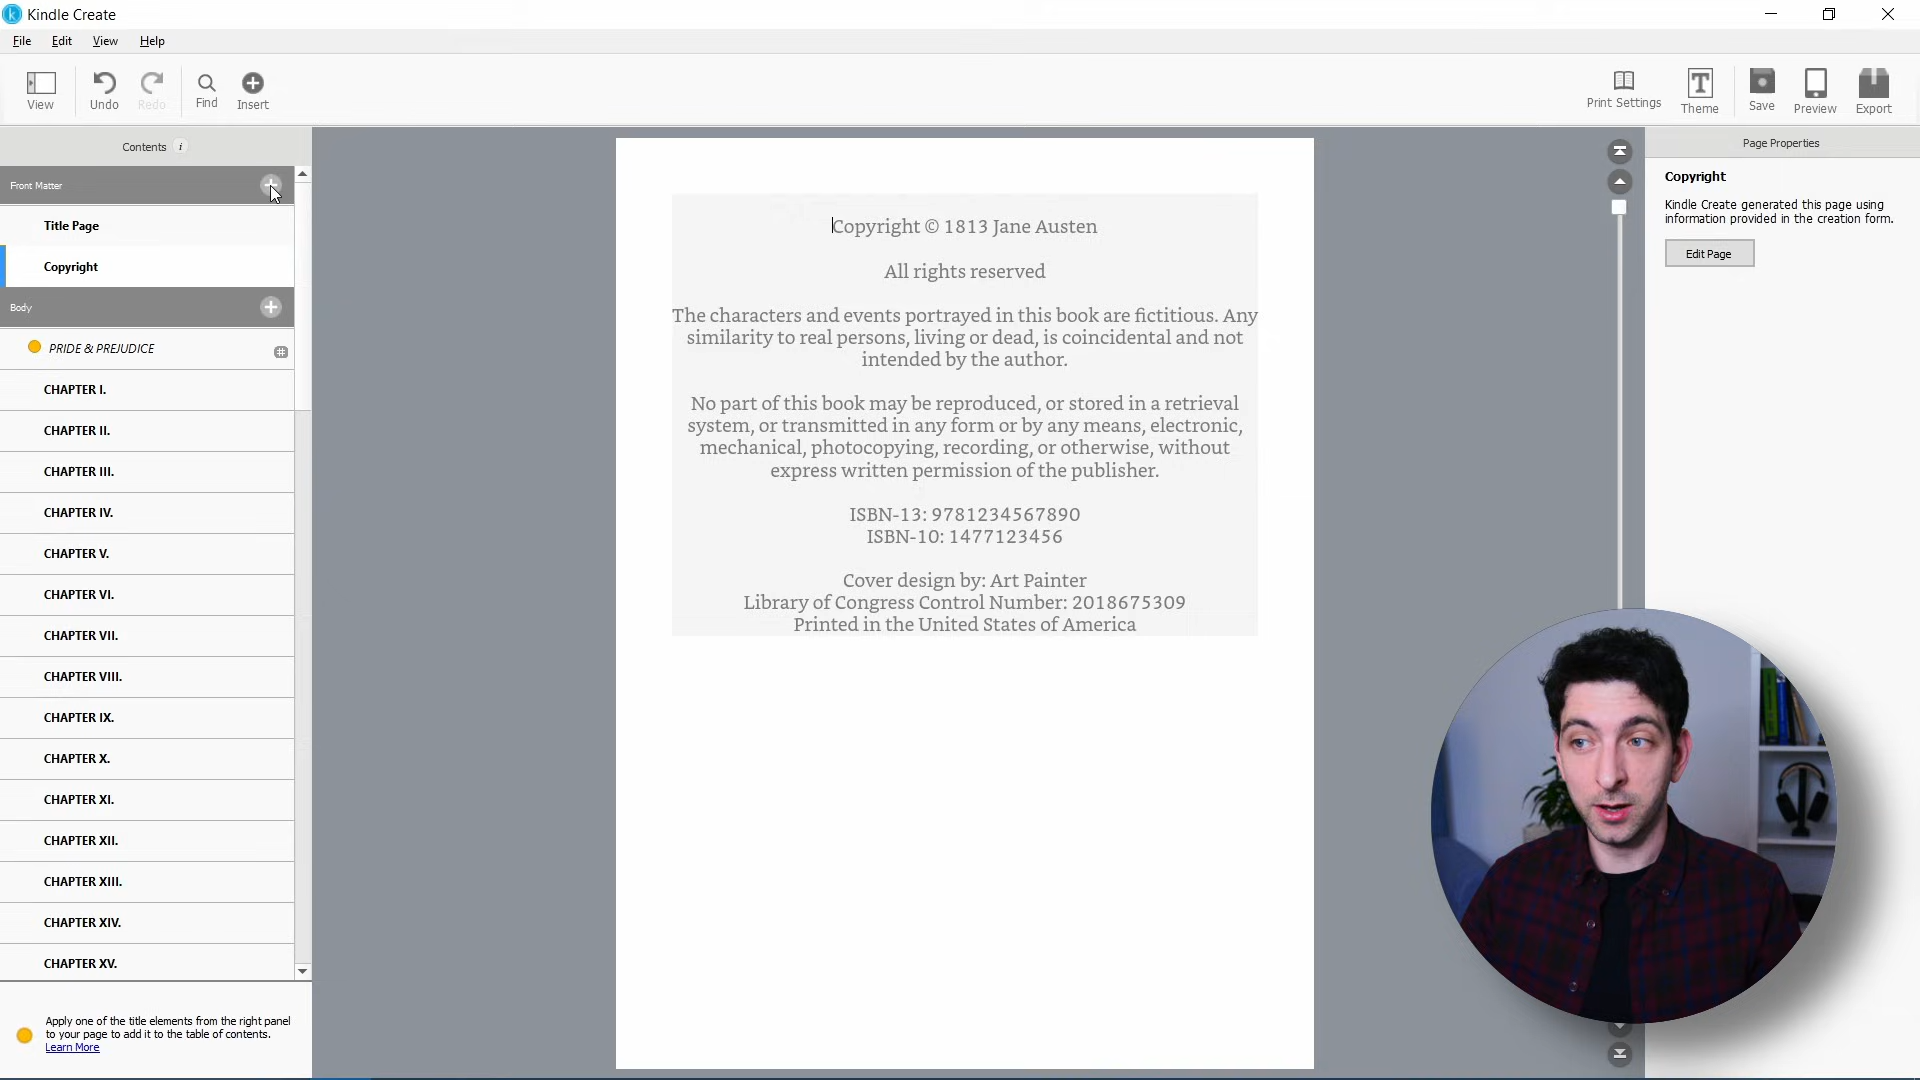 Kindle Create
File Edit View Help
View Undo Redo Find Insert Print Settings Theme Save Preview Export
Contents i
Front Matter
Title Page
Copyright
Body
PRIDE & PREJUDICE
CHAPTER I.
CHAPTER II.
CHAPTER III.
CHAPTER IV.
CHAPTER V.
CHAPTER VI.
CHAPTER VII.
CHAPTER VIII.
CHAPTER IX.
CHAPTER X.
CHAPTER XI.
CHAPTER XII.
CHAPTER XIII.
CHAPTER XIV.
CHAPTER XV.
Apply one of the title elements from the right panel
to your page to add it to the table of contents.
Learn More
Copyright © 1813 Jane Austen
All rights reserved
The characters and events portrayed in this book are fictitious. Any
similarity to real persons, living or dead, is coincidental and not
intended by the author.
No part of this book may be reproduced, or stored in a retrieval
system, or transmitted in any form or by any means, electronic,
mechanical, photocopying, recording, or otherwise, without
express written permission of the publisher.
ISBN-13: 9781234567890
ISBN-10: 1477123456
Cover design by: Art Painter
Library of Congress Control Number: 2018675309
Printed in the United States of America
Page Properties
Copyright
Kindle Create generated this page using
information provided in the creation form.
Edit Page